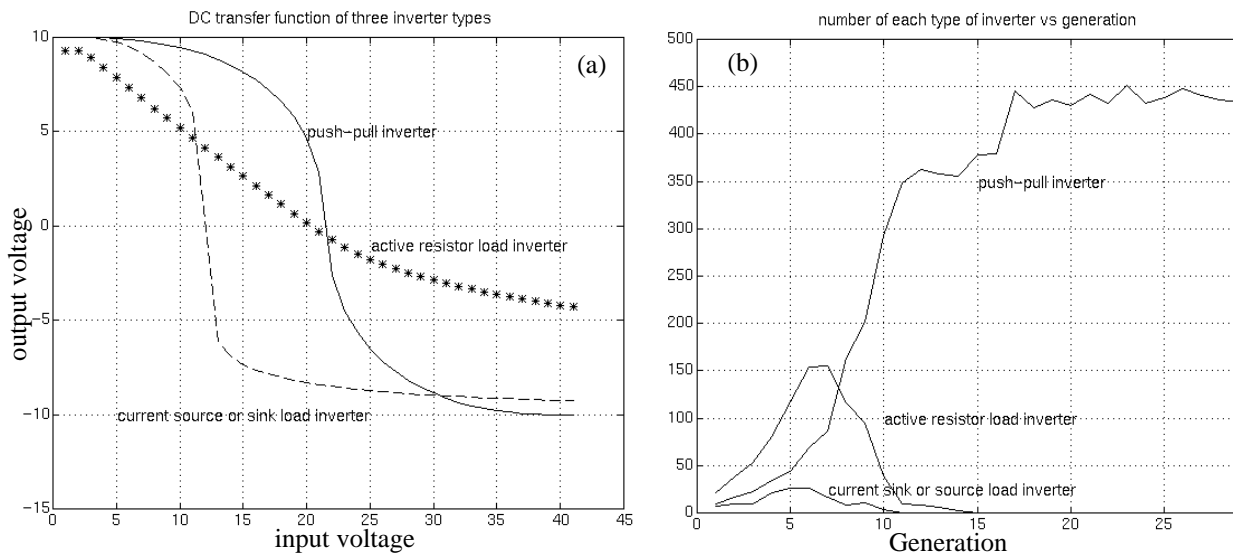 DC transfer function of three inverter types
10
5
0
−5
−10
−15
0 5 10 15 20 25 30 35 40 45
output voltage
input voltage
(a)
push−pull inverter
active resistor load inverter
current source or sink load inverter
number of each type of inverter vs generation
500
450
400
350
300
250
200
150
100
50
0
0 5 10 15 20 25
Generation
(b)
push−pull inverter
active resistor load inverter
current sink or source load inverter